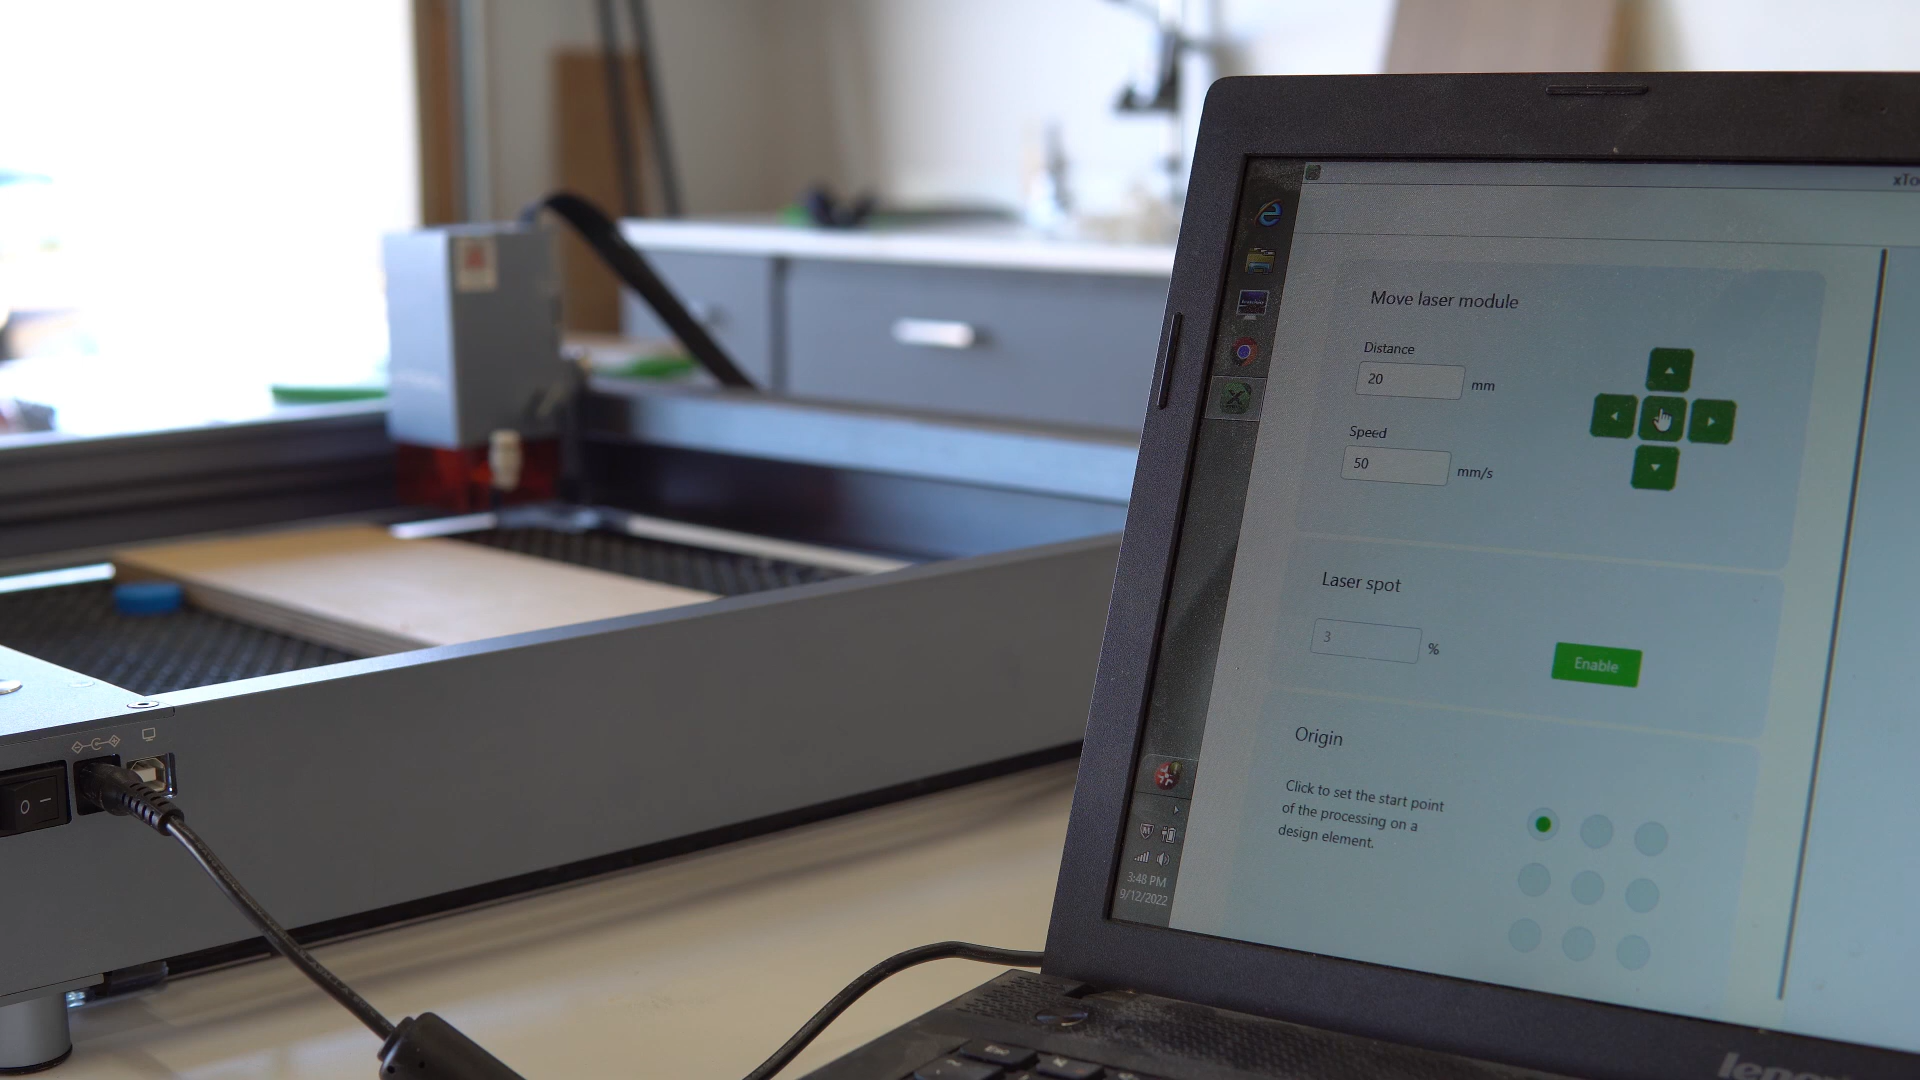 xToo
Move laser module
Distance
20 mm
Speed
50 mm/s
Laser spot
3 %
Enable
Origin
Click to set the start point
of the processing on a
design element.
3:48 PM
9/12/2022
lenovo